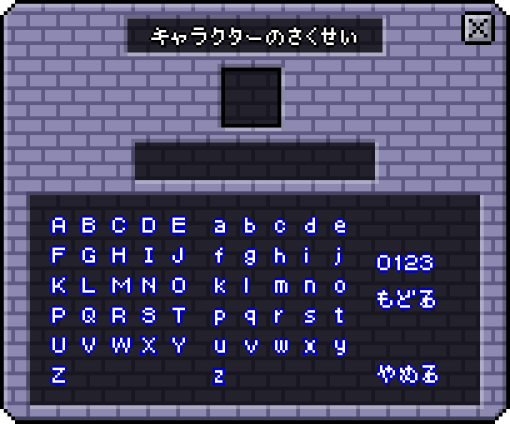 キャラクターのさくせい
A B C D E a b c d e
F G H I J f g h i j
0123
K L M N O k l m n o
もどる
P Q R S T p q r s t
U V W X Y u v w x y
Z z
やめる